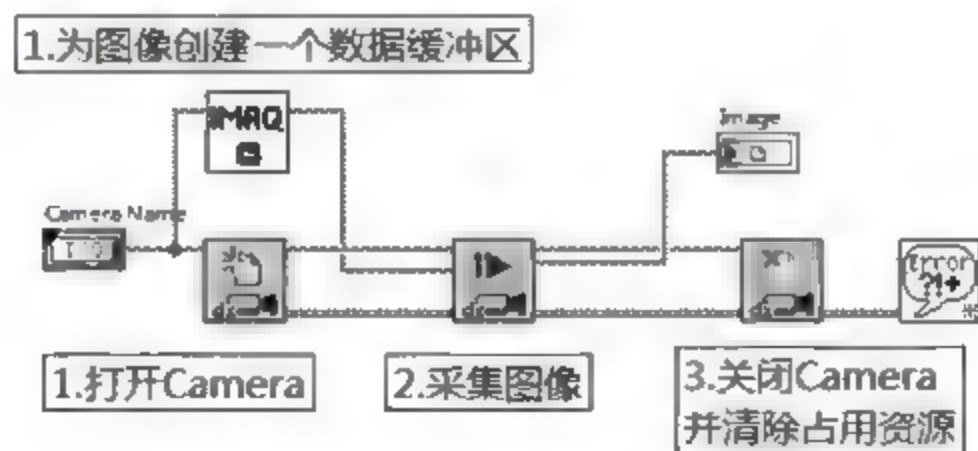 1.为图像创建一个数据缓冲区
IMAQ
Image
Camera Name
Error
?!+
1.打开Camera
2.采集图像
3.关闭Camera
并清除占用资源